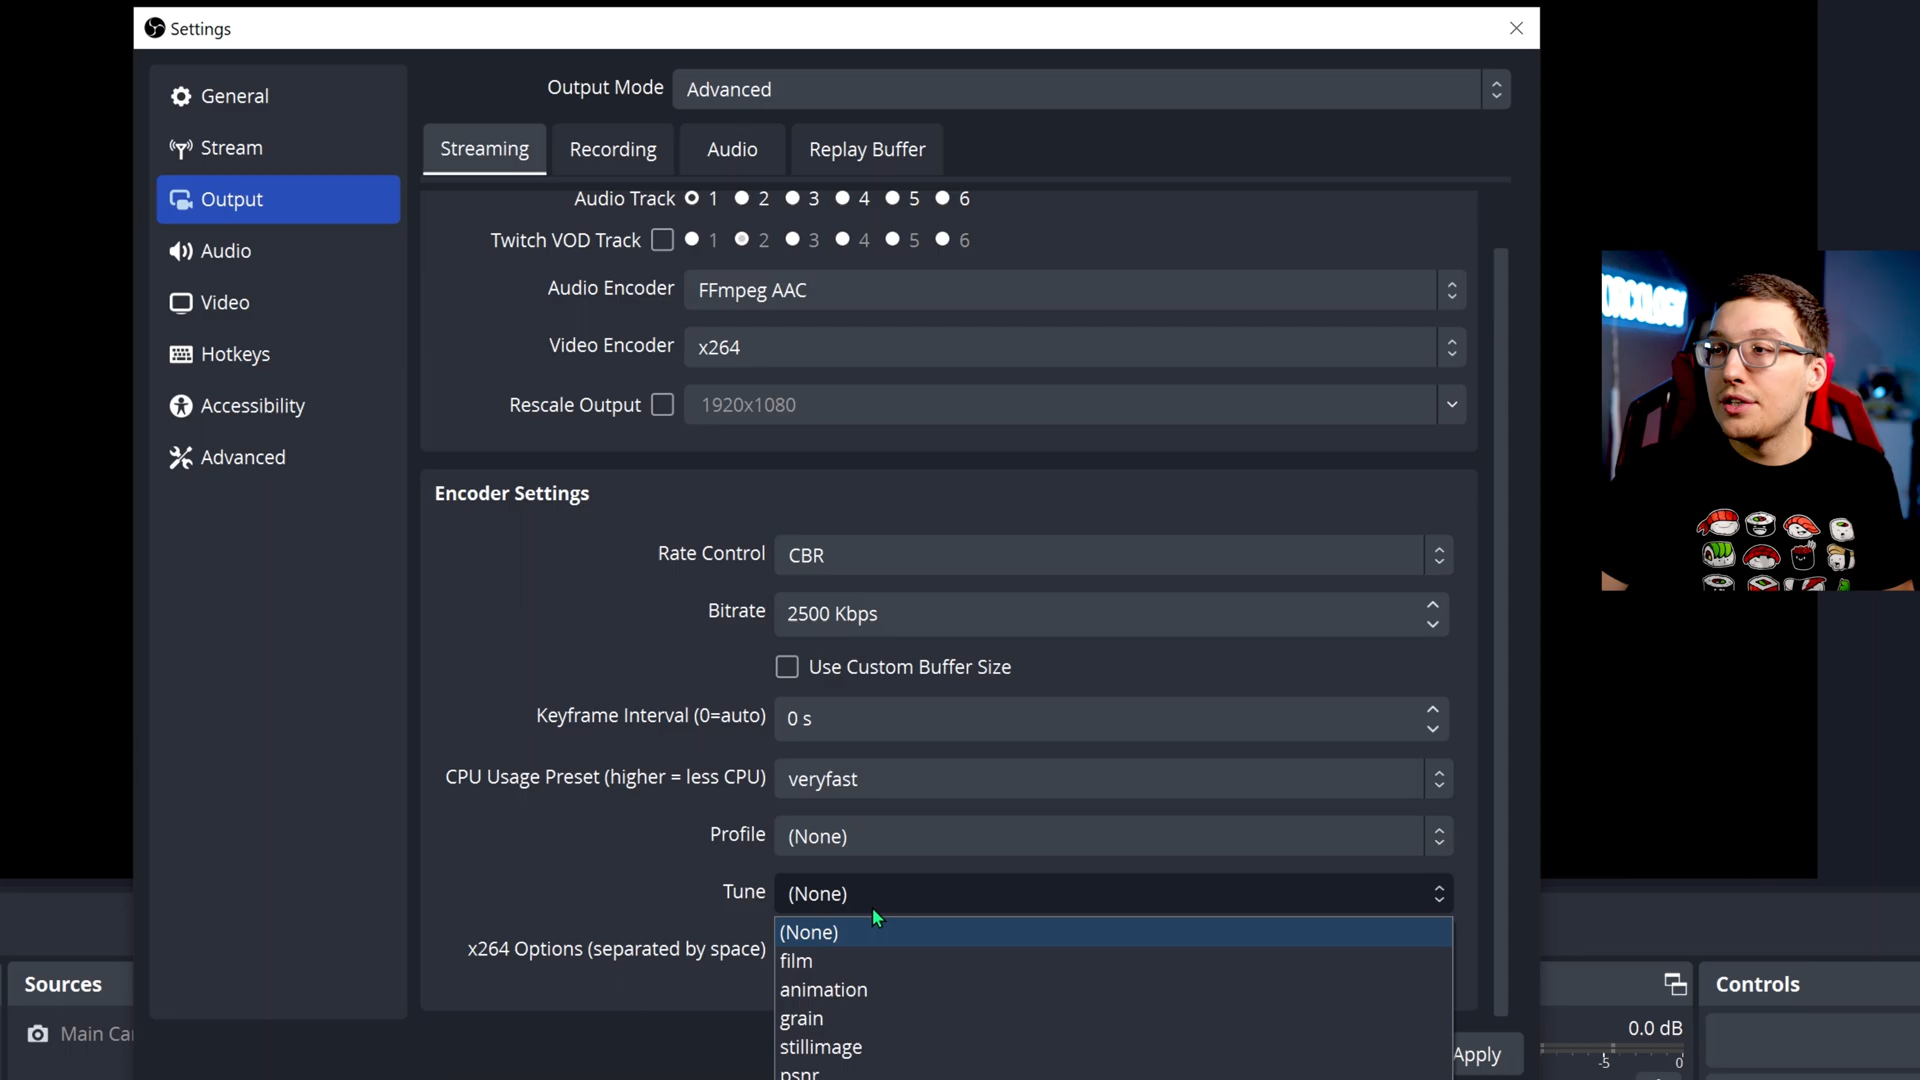 Settings
General
Stream
Output
Audio
Video
Hotkeys
Accessibility
Advanced
Output Mode Advanced
Streaming Recording Audio Replay Buffer
Audio Track 1 2 3 4 5 6
Twitch VOD Track 1 2 3 4 5 6
Audio Encoder FFmpeg AAC
Video Encoder x264
Rescale Output 1920x1080
Encoder Settings
Rate Control CBR
Bitrate 2500 Kbps
Use Custom Buffer Size
Keyframe Interval (0=auto) 0 s
CPU Usage Preset (higher = less CPU) veryfast
Profile (None)
Tune (None)
(None)
x264 Options (separated by space)
film
animation
grain
stillimage
psnr
Apply
Sources
Main Ca
Controls
0.0 dB
-5 0